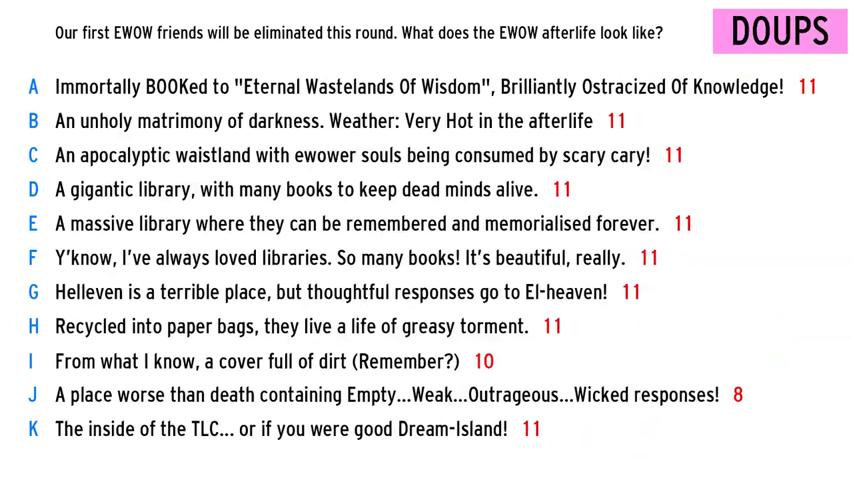 Our first EWOW friends will be eliminated this round. What does the EWOW afterlife look like?
DOUPS
A Immortally BOOKed to "Eternal Wastelands Of Wisdom", Brilliantly Ostracized Of Knowledge! 11
B An unholy matrimony of darkness. Weather: Very Hot in the afterlife 11
C An apocalyptic waistland with ewower souls being consumed by scary cary! 11
D A gigantic library, with many books to keep dead minds alive. 11
E A massive library where they can be remembered and memorialised forever. 11
F Y'know, I've always loved libraries. So many books! It's beautiful, really. 11
G Helleven is a terrible place, but thoughtful responses go to El-heaven! 11
H Recycled into paper bags, they live a life of greasy torment. 11
I From what I know, a cover full of dirt (Remember?) 10
J A place worse than death containing Empty...Weak...Outrageous...Wicked responses! 8
K The inside of the TLC... or if you were good Dream-Island! 11